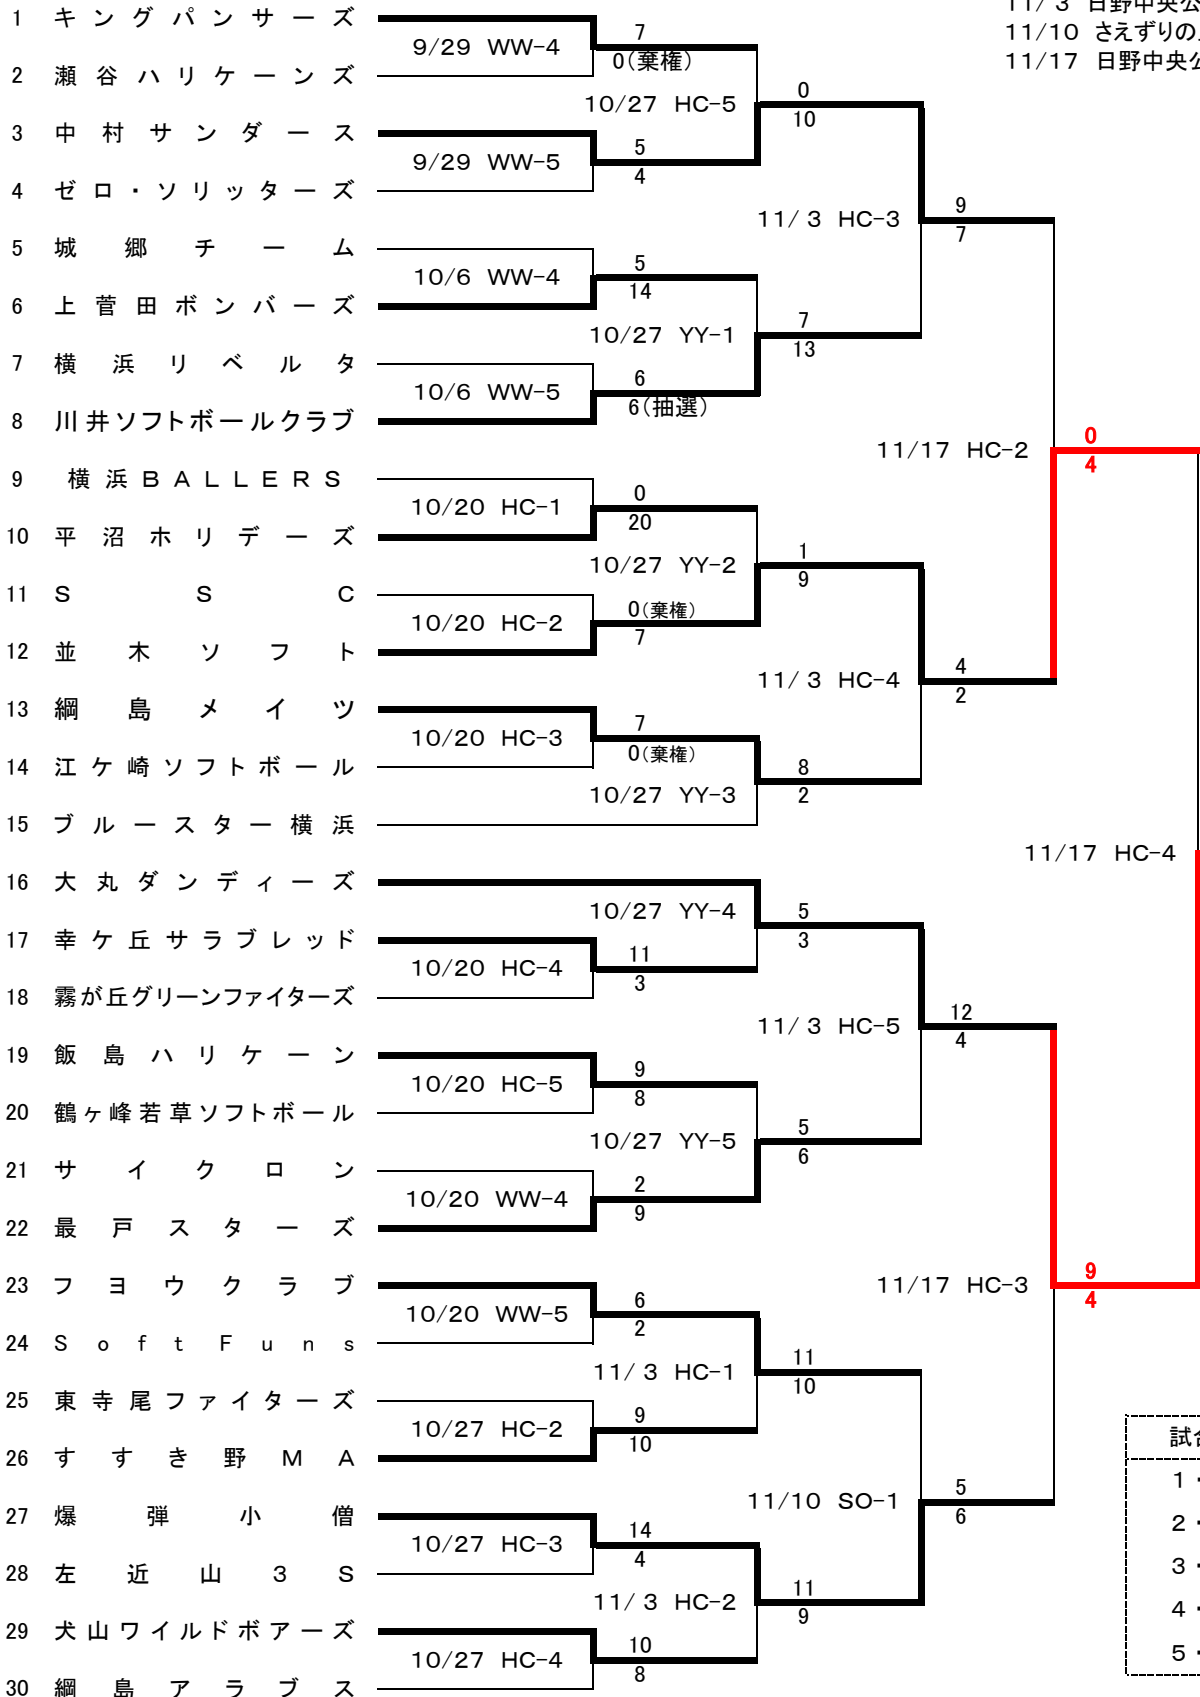 11/ 3 日野中央公
1 キングパンサーズ
7
11/10 さえずりの
9/29 WW-4
0(棄権)
11/17 日野中央公
2 瀬谷ハリケーンズ
10/27 HC-5
0
10
3 中村サンダース
5
9/29 WW-5
4
4 ゼロ・ソリッターズ
11/ 3 HC-3
9
7
5 城郷チーム
5
10/6 WW-4
14
6 上菅田ボンバーズ
10/27 YY-1
7
13
7 横浜リベルタ
6
10/6 WW-5
6(抽選)
8 川井ソフトボールクラブ
11/17 HC-2
0
4
9 横浜BALLERS
0
10/20 HC-1
20
10 平沼ホリデーズ
10/27 YY-2
1
9
11 SSC
0(棄権)
10/20 HC-2
7
12 並木ソフト
11/ 3 HC-4
4
2
13 綱島メイツ
7
10/20 HC-3
0(棄権)
14 江ケ崎ソフトボール
8
10/27 YY-3
2
15 ブルースター横浜
11/17 HC-4
16 大丸ダンディーズ
10/27 YY-4
5
3
17 幸ケ丘サラブレッド
11
10/20 HC-4
3
18 霧が丘グリーンファイターズ
11/ 3 HC-5
12
4
19 飯島ハリケーン
9
10/20 HC-5
8
20 鶴ヶ峰若草ソフトボール
10/27 YY-5
5
6
21 サイクロン
2
10/20 WW-4
9
22 最戸スターズ
11/17 HC-3
9
4
23 フヨウクラブ
6
10/20 WW-5
2
24 SoftFuns
11/ 3 HC-1
11
10
25 東寺尾ファイターズ
9
10/27 HC-2
10
26 すすき野MA
試合
1・
11/10 SO-1
5
6
27 爆弾小僧
14
2・
10/27 HC-3
4
3・
28 左近山3S
11/ 3 HC-2
11
9
4・
29 犬山ワイルドボアーズ
10
5・
10/27 HC-4
8
30 綱島アラブス